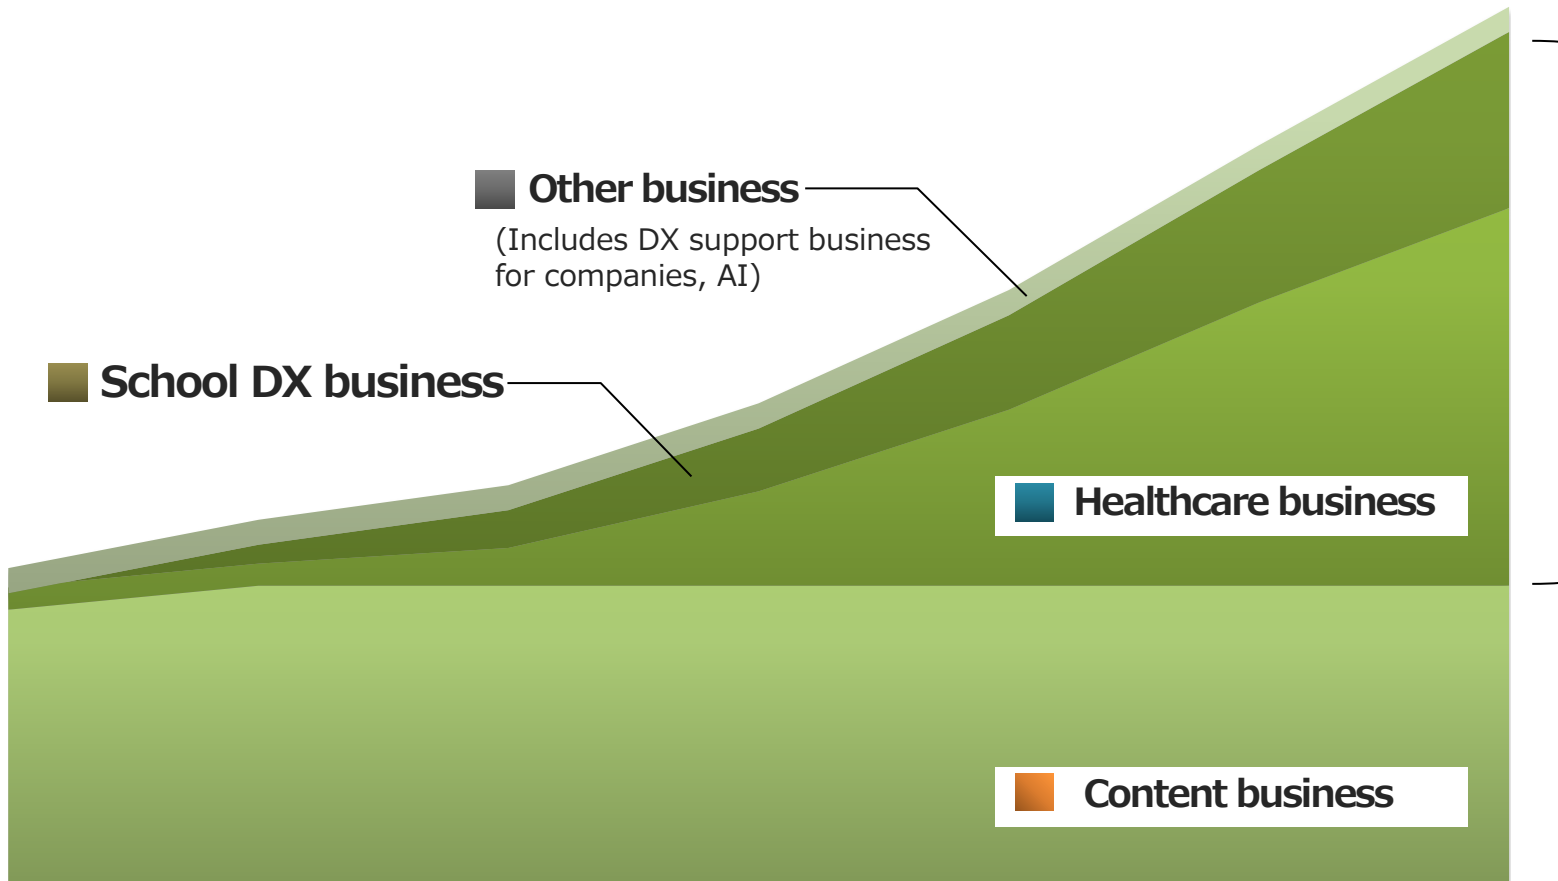 Other business
(Includes DX support business
for companies, AI)
School DX business
Healthcare business
Content business